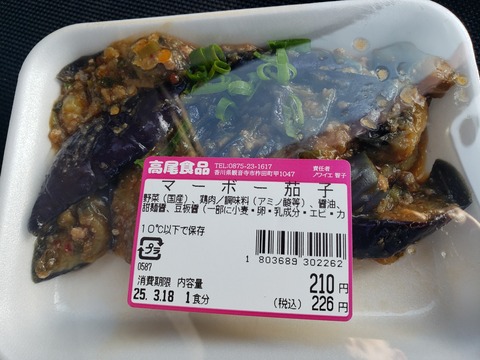 高尾食品
TEL:0875-23-1617
香川県観音寺市柞田町甲1047
責任者
ノワイエ 智子
マーボー茄子
野菜（国産）、鶏肉／調味料（アミノ酸等）、醤油、
甜麺醤、豆板醤（一部に小麦・卵・乳成分・エビ・カ
10℃以下で保存
プラ
0587
1 803689 302262
消費期限 内容量
25. 3.18 1食分
210円
（税込） 226円